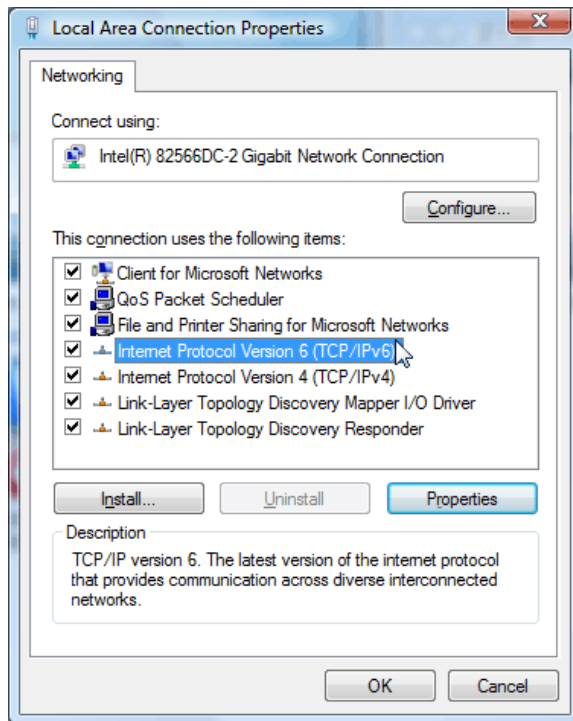 Local Area Connection Properties
Networking
Connect using:
Intel(R) 82566DC-2 Gigabit Network Connection
Configure...
This connection uses the following items:
Client for Microsoft Networks
QoS Packet Scheduler
File and Printer Sharing for Microsoft Networks
Internet Protocol Version 6 (TCP/IPv6)
Internet Protocol Version 4 (TCP/IPv4)
Link-Layer Topology Discovery Mapper I/O Driver
Link-Layer Topology Discovery Responder
Install... Uninstall Properties
Description
TCP/IP version 6. The latest version of the internet protocol
that provides communication across diverse interconnected
networks.
OK Cancel